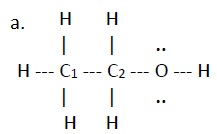 a. H H
| | ..
H --- C₁ --- C₂ --- O --- H
| | ..
H H